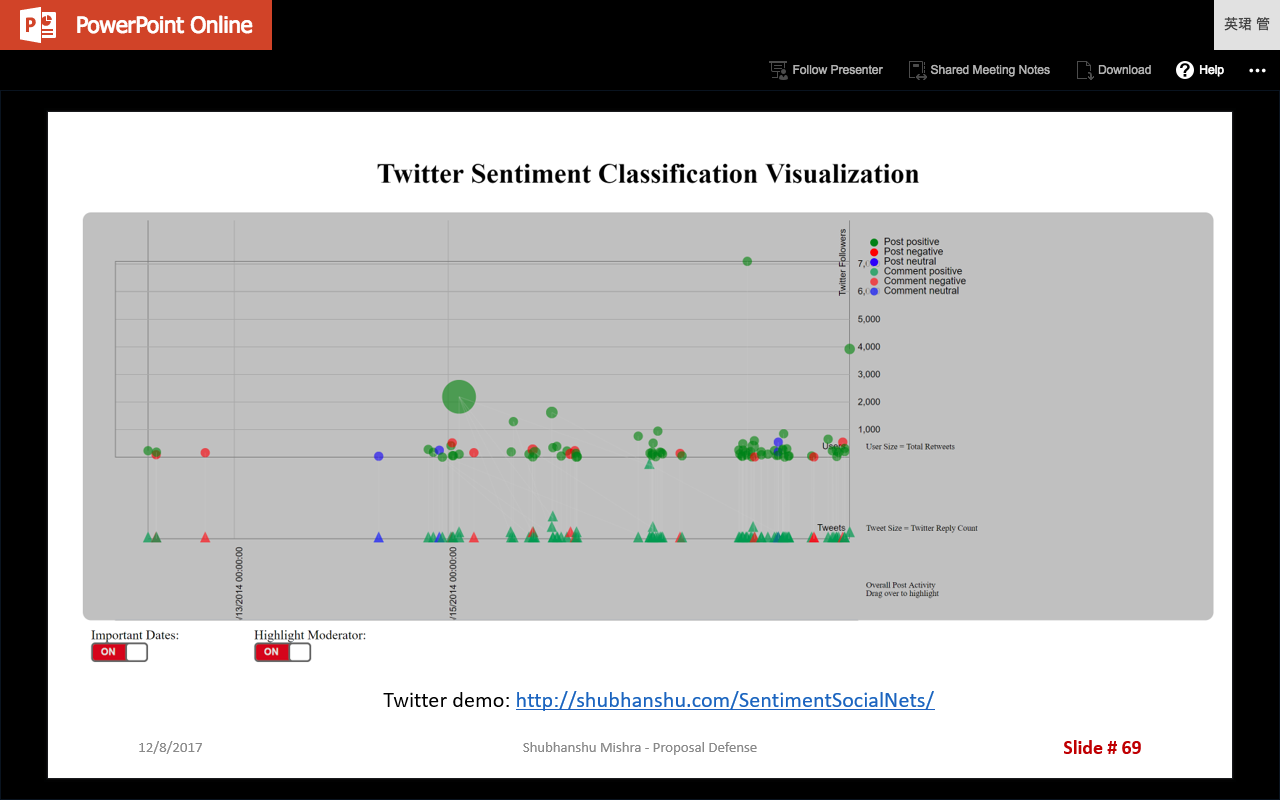 PowerPoint Online
英珺 管
Follow Presenter
Shared Meeting Notes
Download
Help
Twitter Sentiment Classification Visualization
Twitter Followers
Post positive
Post negative
Post neutral
Comment positive
Comment negative
Comment neutral
7,
6,
5,000
4,000
3,000
2,000
1,000
Users
User Size = Total Retweets
Tweets
Tweet Size = Twitter Reply Count
/13/2014 00:00:00
/15/2014 00:00:00
Overall Post Activity
Drag over to highlight
Important Dates:
ON
Highlight Moderator:
ON
Twitter demo: http://shubhanshu.com/SentimentSocialNets/
12/8/2017
Shubhanshu Mishra - Proposal Defense
Slide # 69